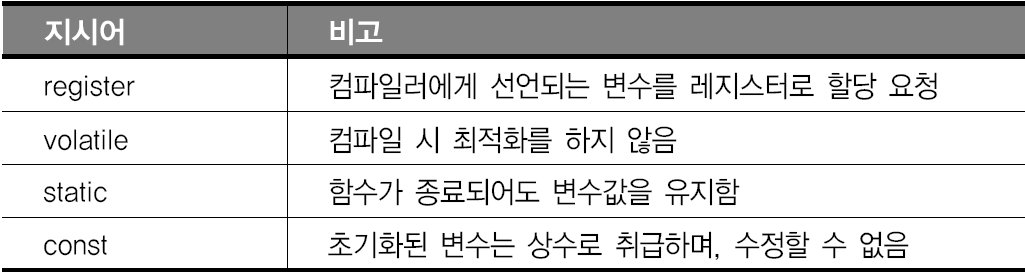 지시어 비고
register 컴파일러에게 선언되는 변수를 레지스터로 할당 요청
volatile 컴파일 시 최적화를 하지 않음
static 함수가 종료되어도 변수값을 유지함
const 초기화된 변수는 상수로 취급하며, 수정할 수 없음